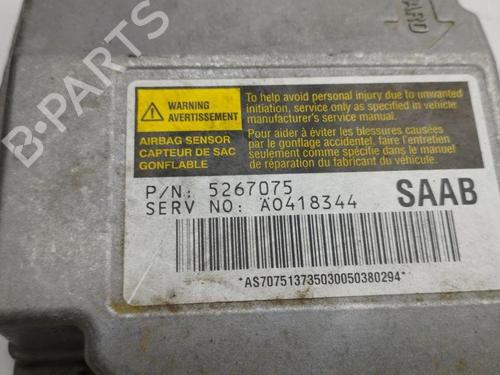 WARD
WARNING
AVERTISSEMENT
AIRBAG SENSOR
CAPTEUR DE SAC
GONFLABLE
To help avoid personal injury due to unwanted
initiation, service only as specified in vehicle
manufacturer's service manual.
Pour aider à éviter les blessures causées
par le gonflage accidentel, faire l'entretien
seulement comme spécifié dans le manuel
de réparation du fabricant du véhicule.
P/N: 5267075
SERV NO: A0418344
SAAB
*AS707513735030050380294*
B-PARTS